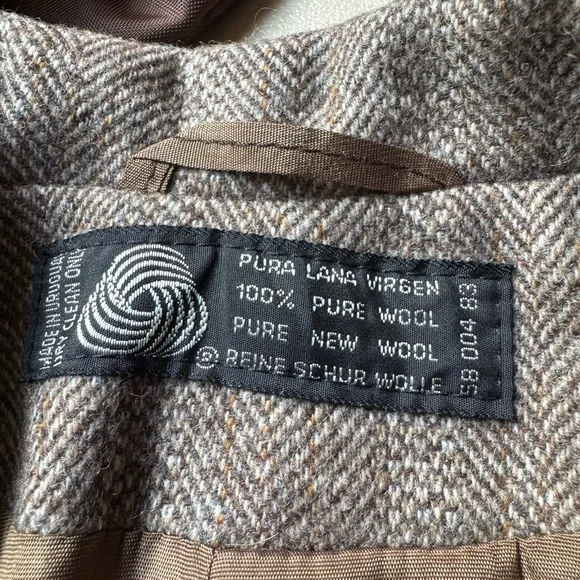 MADE IN URUGUAY
DRY CLEAN ONLY
PURA LANA VIRGEN
100% PURE WOOL
PURE NEW WOOL
® REINE SCHUR WOLLE
58 004 83